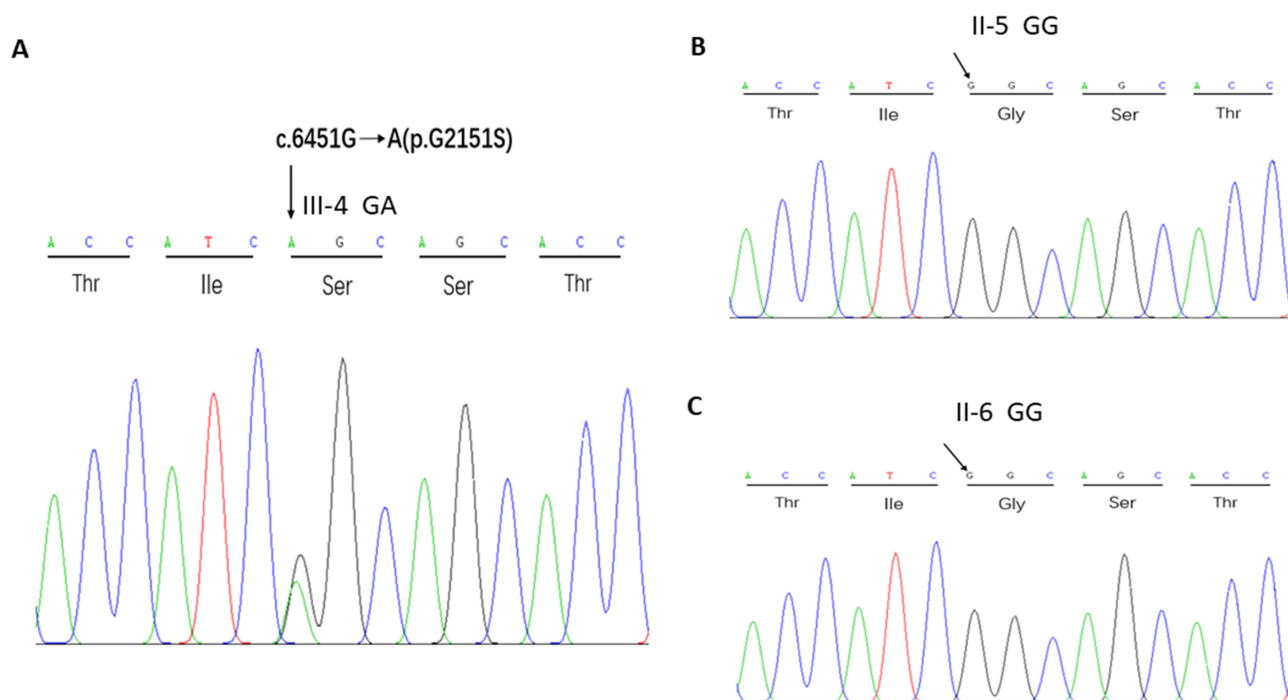 A
c.6451G→A(p.G2151S)
III-4 GA
A C C A T C A G C A G C A C C
Thr Ile Ser Ser Thr
B
II-5 GG
A C C A T C G G C A G C A C C
Thr Ile Gly Ser Thr
C
II-6 GG
A C C A T C G G C A G C A C C
Thr Ile Gly Ser Thr